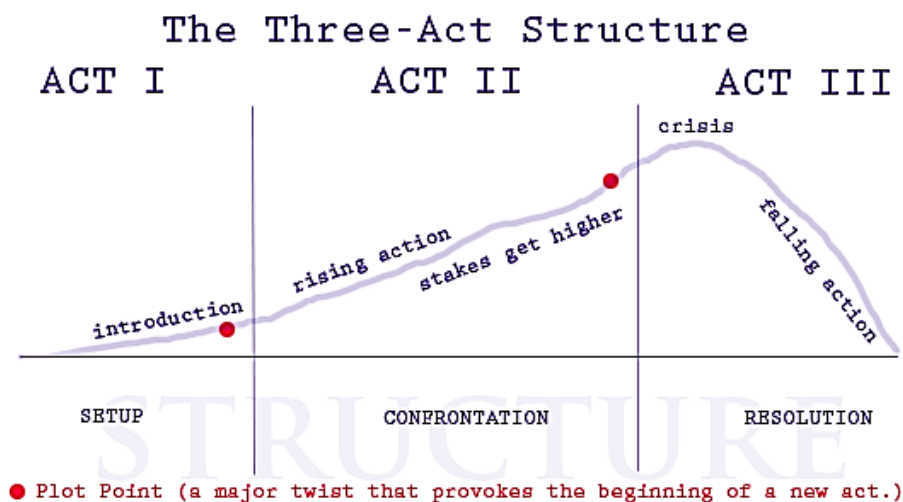 The Three-Act Structure
ACT I
ACT II
ACT III
crisis
falling action
rising action
stakes get higher
introduction
SETUP
CONFRONTATION
RESOLUTION
STRUCTURE
Plot Point (a major twist that provokes the beginning of a new act.)